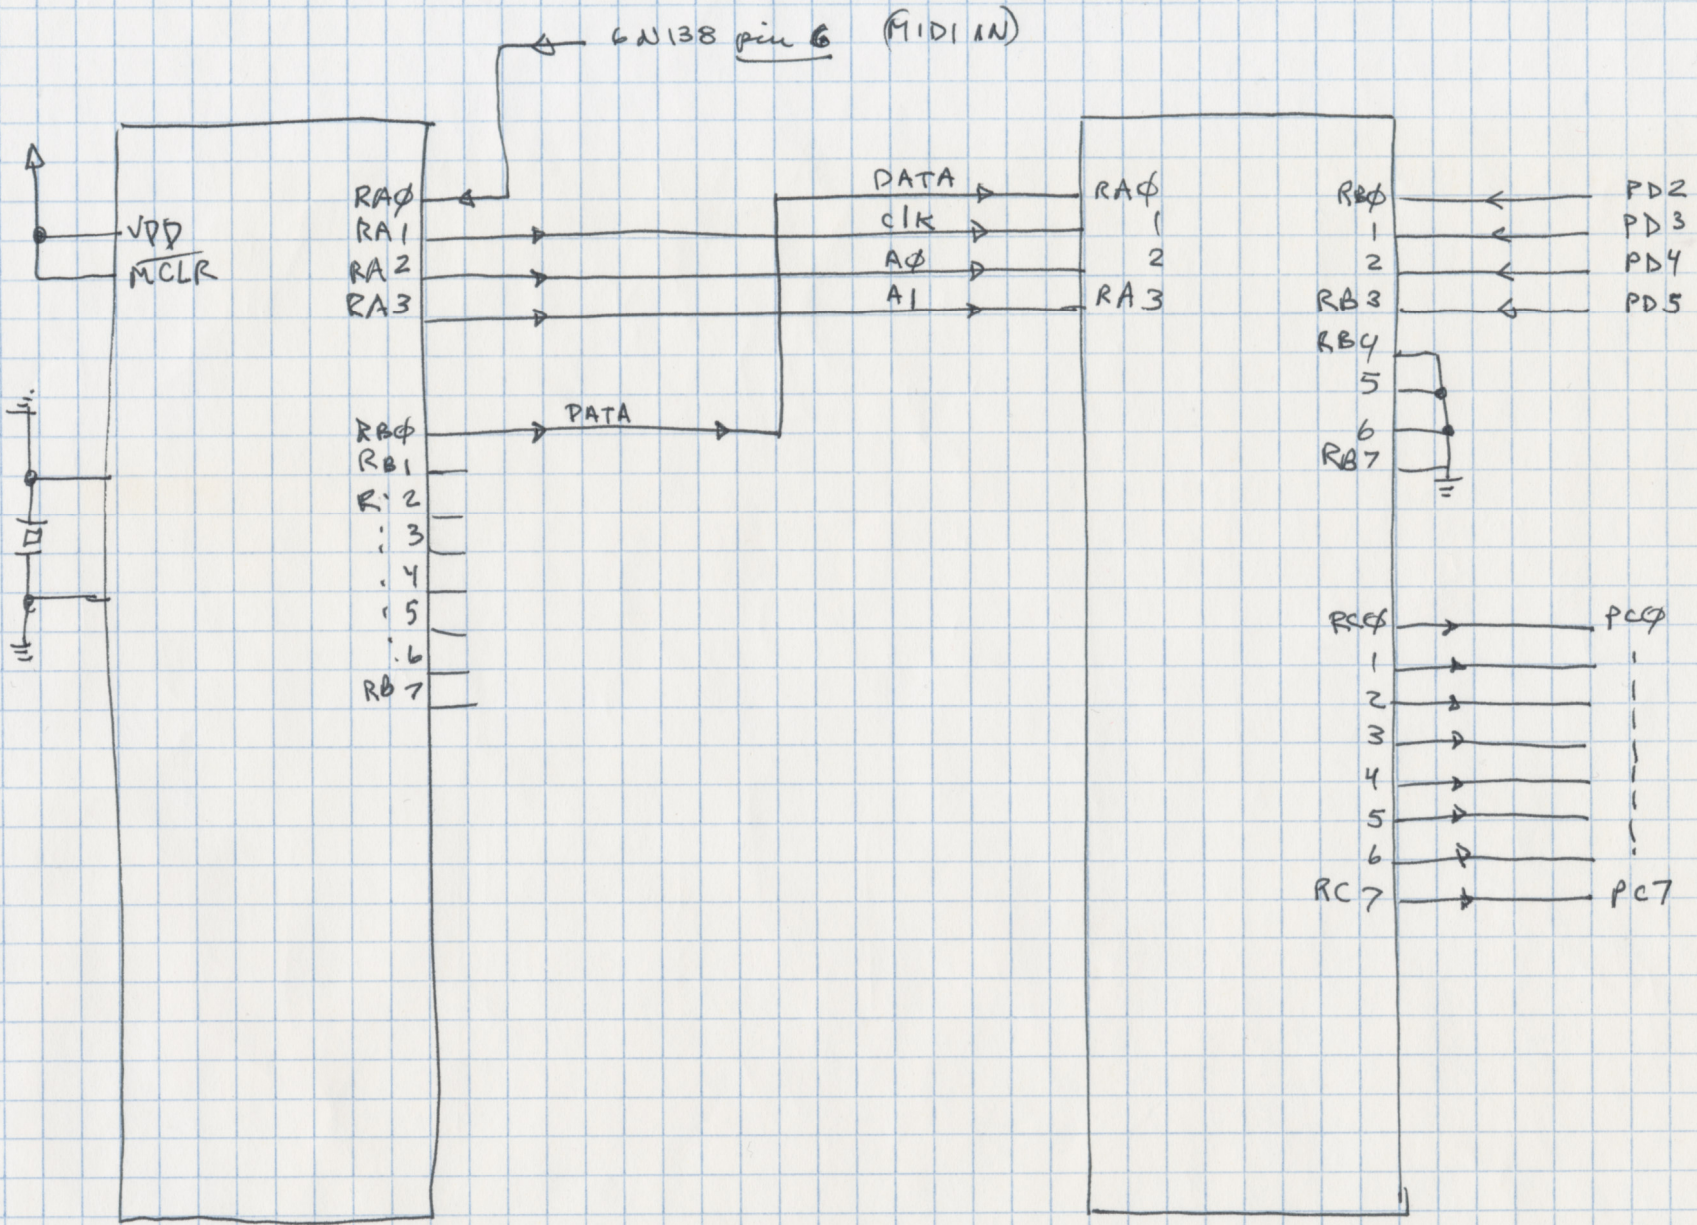 6N138 pin 6 (MIDI IN)
VDD
MCLR
RAØ
RA1
RA2
RA3
RBØ
RB1
R: 2
: 3
. 4
: 5
:. 6
RB7
DATA
DATA
CLK
AØ
A1
RAØ
1
2
RA3
RBØ
1
2
RB3
RB4
5
6
RB7
RCØ
1
2
3
4
5
6
RC7
PD2
PD3
PD4
PD5
PCØ
PC7